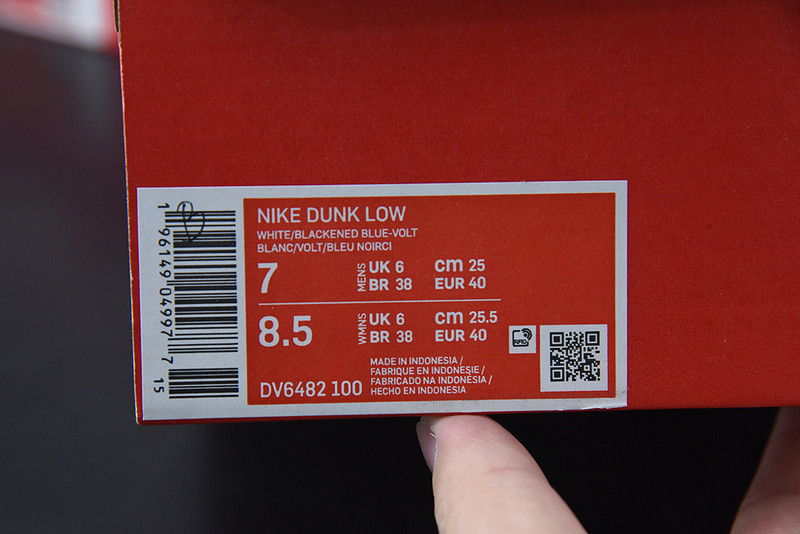 NIKE DUNK LOW
WHITE/BLACKENED BLUE-VOLT
BLANC/VOLT/BLEU NOIRCI
7 MENS UK 6 cm 25
BR 38 EUR 40
8.5 WMNS UK 6 cm 25.5
BR 38 EUR 40
MADE IN INDONESIA /
FABRIQUE EN INDONESIE /
FABRICADO NA INDONÉSIA /
HECHO EN INDONESIA
DV6482 100
1 96149 04997 7
15